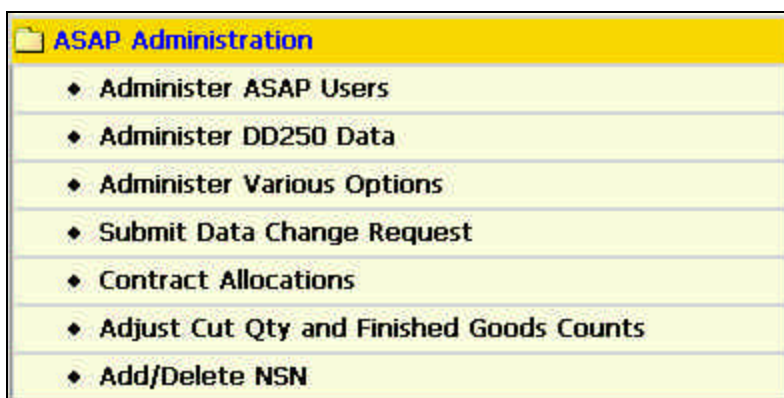 ASAP Administration
Administer ASAP Users
Administer DD250 Data
Administer Various Options
Submit Data Change Request
Contract Allocations
Adjust Cut Qty and Finished Goods Counts
Add/Delete NSN